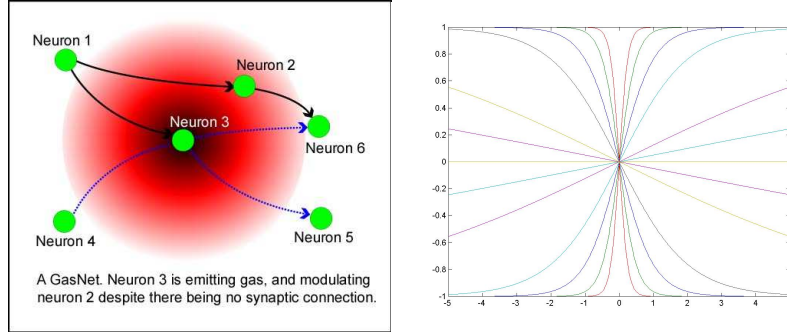 Neuron 1
Neuron 2
Neuron 3
Neuron 6
Neuron 4
Neuron 5
A GasNet. Neuron 3 is emitting gas, and modulating
neuron 2 despite there being no synaptic connection.
1
0.8
0.6
0.4
0.2
0
-0.2
-0.4
-0.6
-0.8
-1
-5 -4 -3 -2 -1 0 1 2 3 4 5